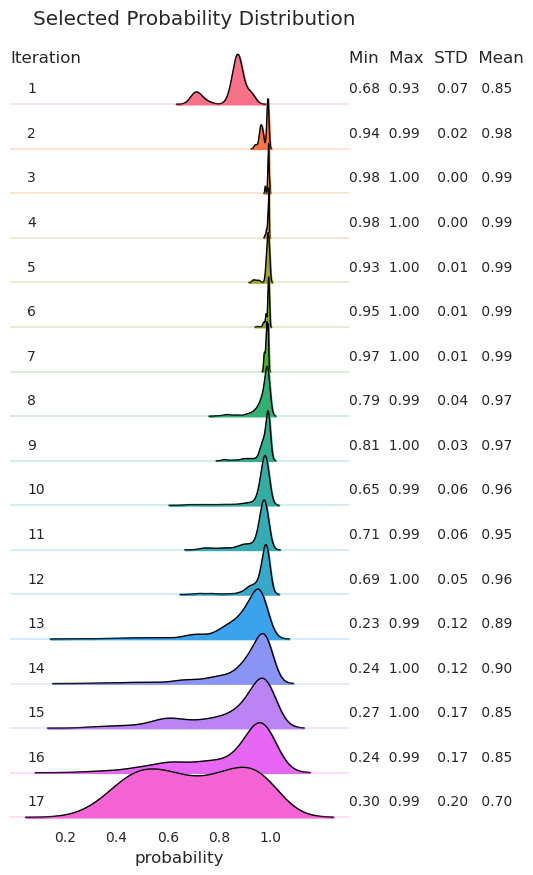 Selected Probability Distribution
Iteration Min Max STD Mean
1 0.68 0.93 0.07 0.85
2 0.94 0.99 0.02 0.98
3 0.98 1.00 0.00 0.99
4 0.98 1.00 0.00 0.99
5 0.93 1.00 0.01 0.99
6 0.95 1.00 0.01 0.99
7 0.97 1.00 0.01 0.99
8 0.79 0.99 0.04 0.97
9 0.81 1.00 0.03 0.97
10 0.65 0.99 0.06 0.96
11 0.71 0.99 0.06 0.95
12 0.69 1.00 0.05 0.96
13 0.23 0.99 0.12 0.89
14 0.24 1.00 0.12 0.90
15 0.27 1.00 0.17 0.85
16 0.24 0.99 0.17 0.85
17 0.30 0.99 0.20 0.70
0.2 0.4 0.6 0.8 1.0
probability